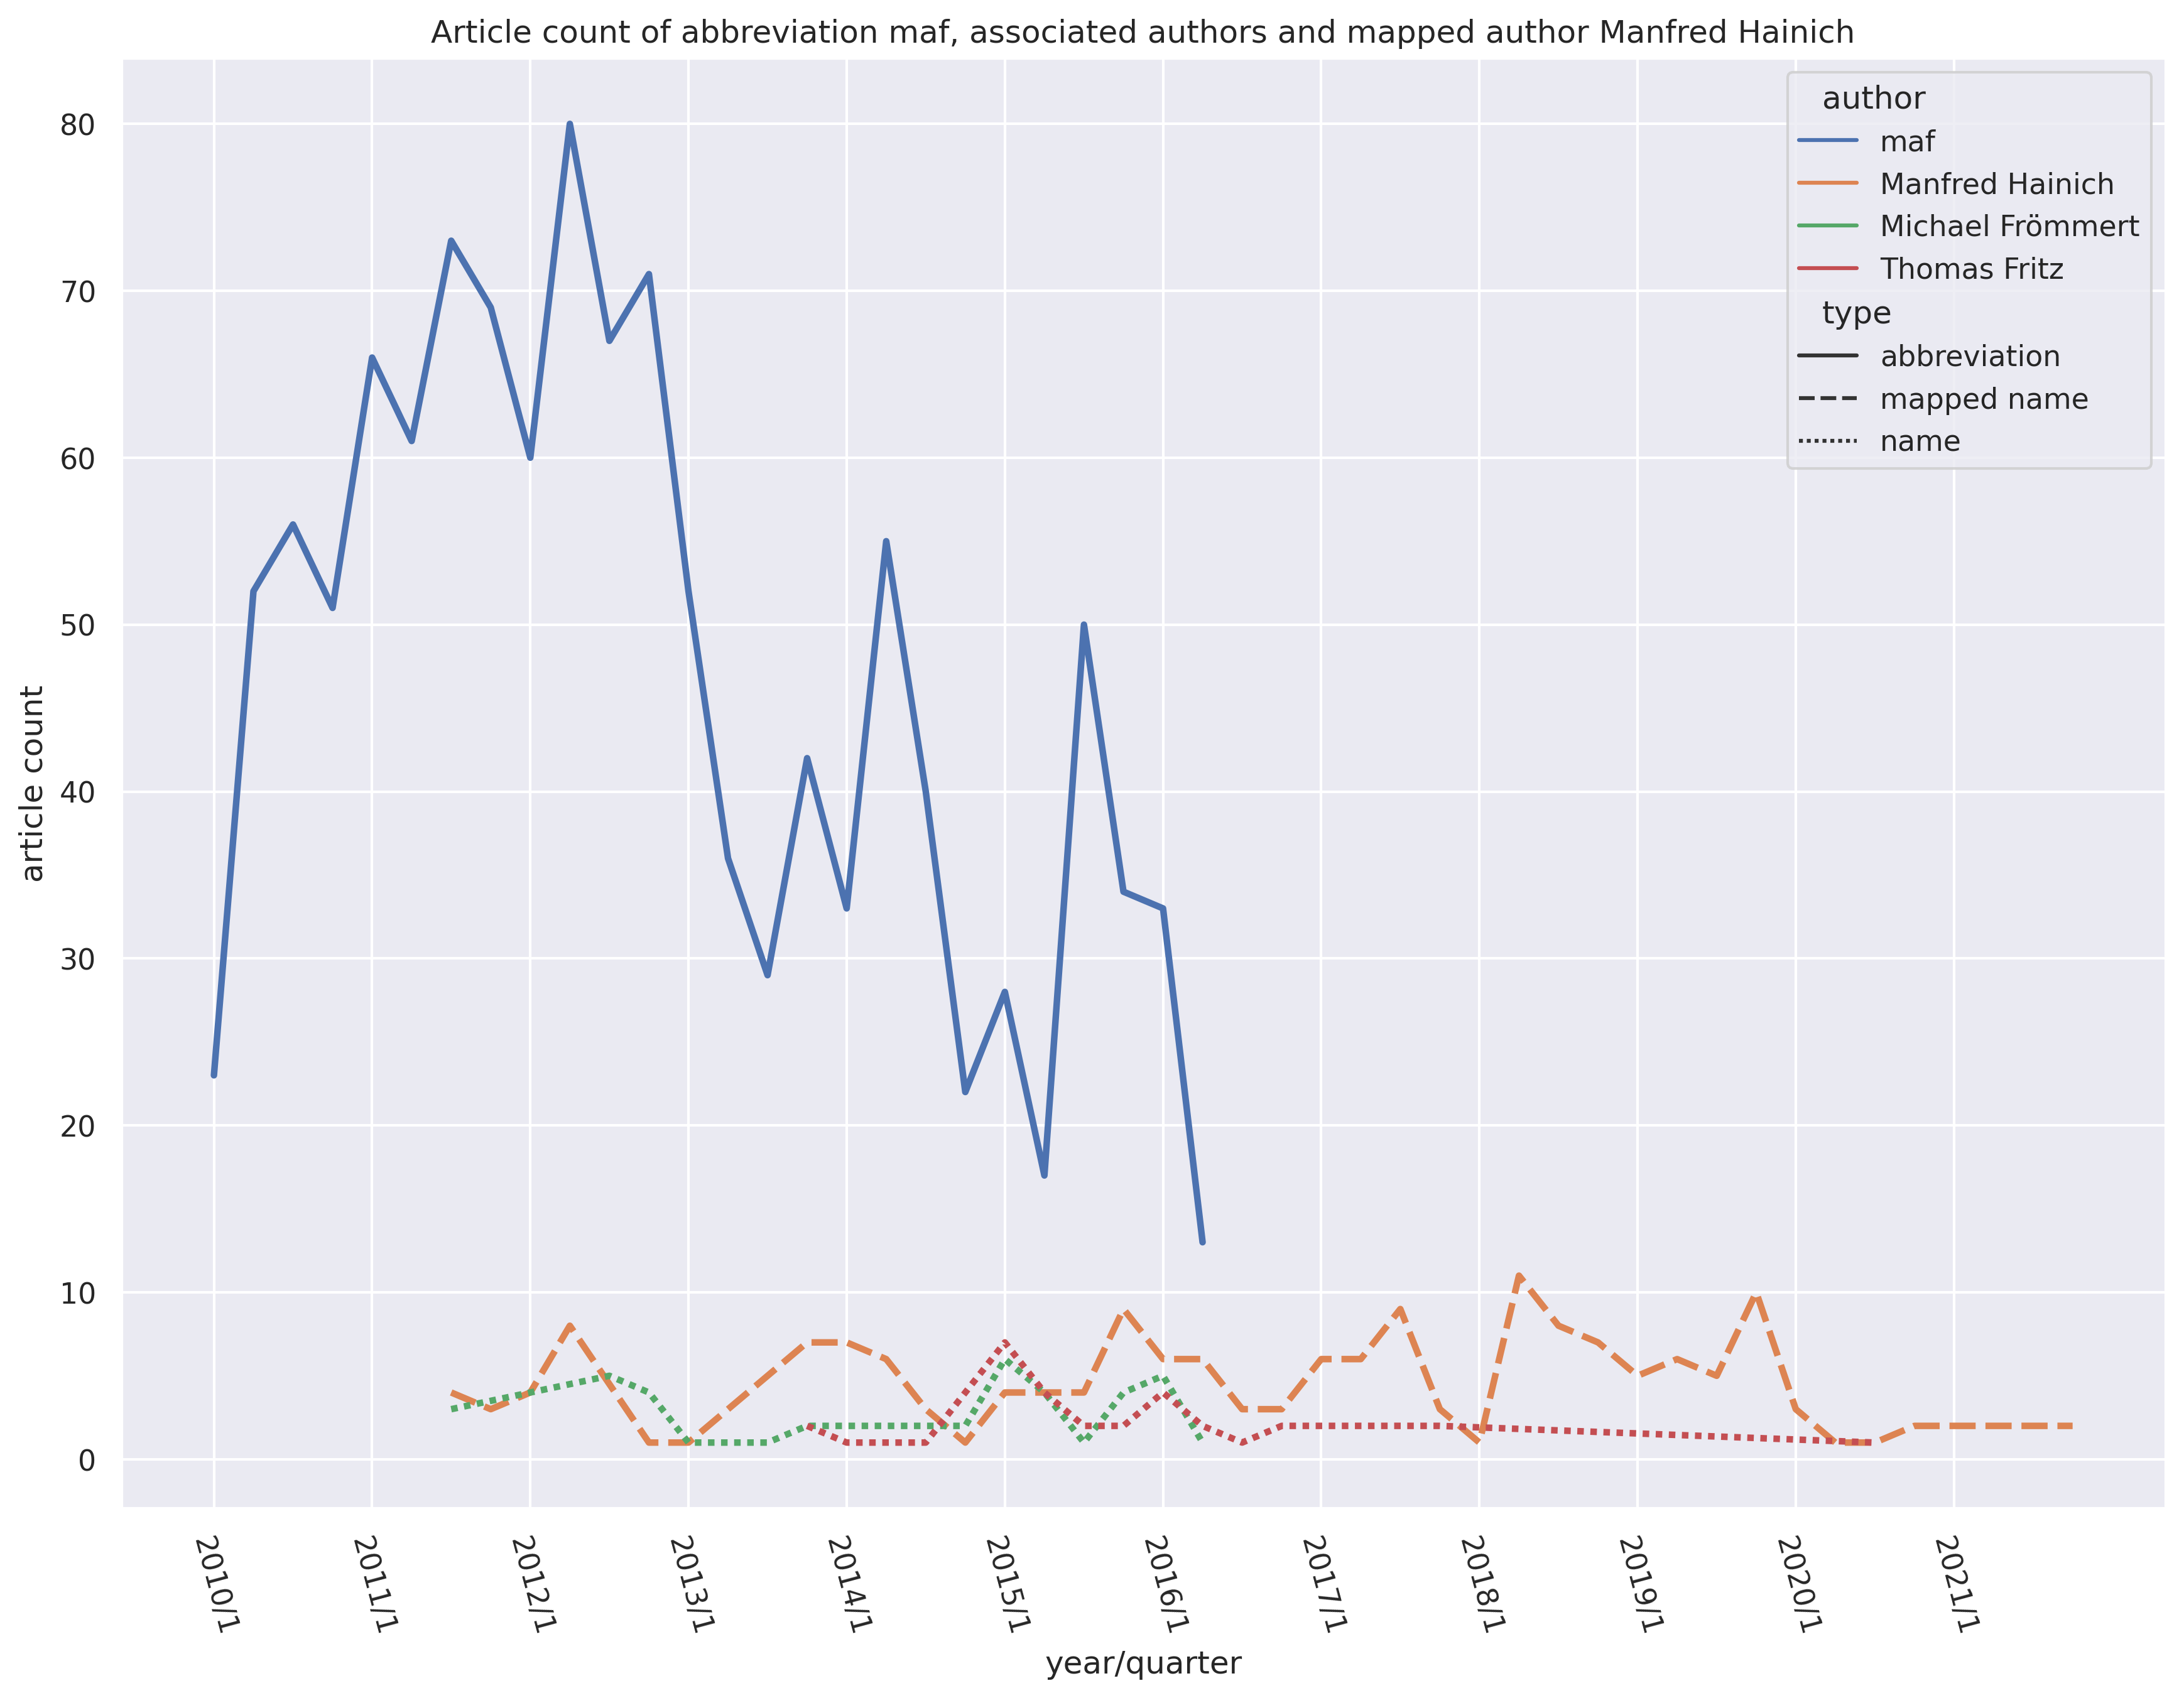 Article count of abbreviation maf, associated authors and mapped author Manfred Hainich
author
maf
Manfred Hainich
Michael Frömmert
Thomas Fritz
type
abbreviation
mapped name
name
article count
80
70
60
50
40
30
20
10
0
2010/1
2011/1
2012/1
2013/1
2014/1
2015/1
2016/1
2017/1
2018/1
2019/1
2020/1
2021/1
year/quarter